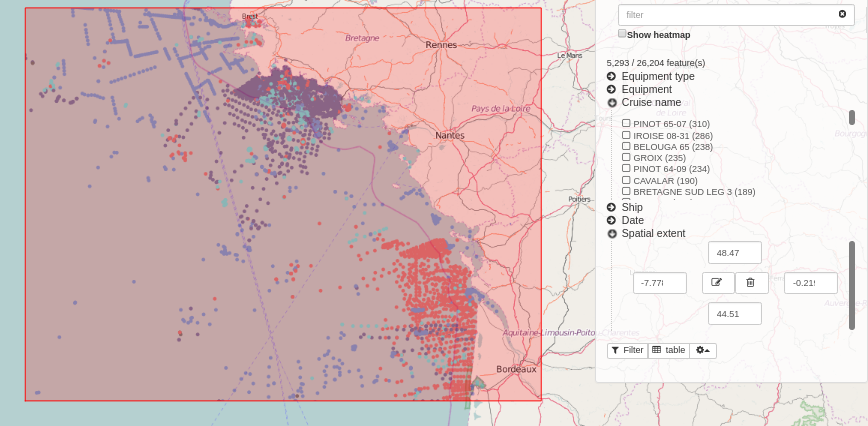 Brest
Bretagne
Rennes
Le Mans
Pays de la Loire
Nantes
Poitiers
Bordeaux
filter
Show heatmap
5,293 / 26,204 feature(s)
Equipment type
Equipment
Cruise name
PINOT 65-07 (310)
IROISE 08-31 (286)
BELOUGA 65 (238)
GROIX (235)
PINOT 64-09 (234)
CAVALAR (190)
BRETAGNE SUD LEG 3 (189)
Ship
Date
Spatial extent
48.47
-7.77
-0.21
44.51
Aquitaine-Limousin-Poitou-Charentes
Filter
table